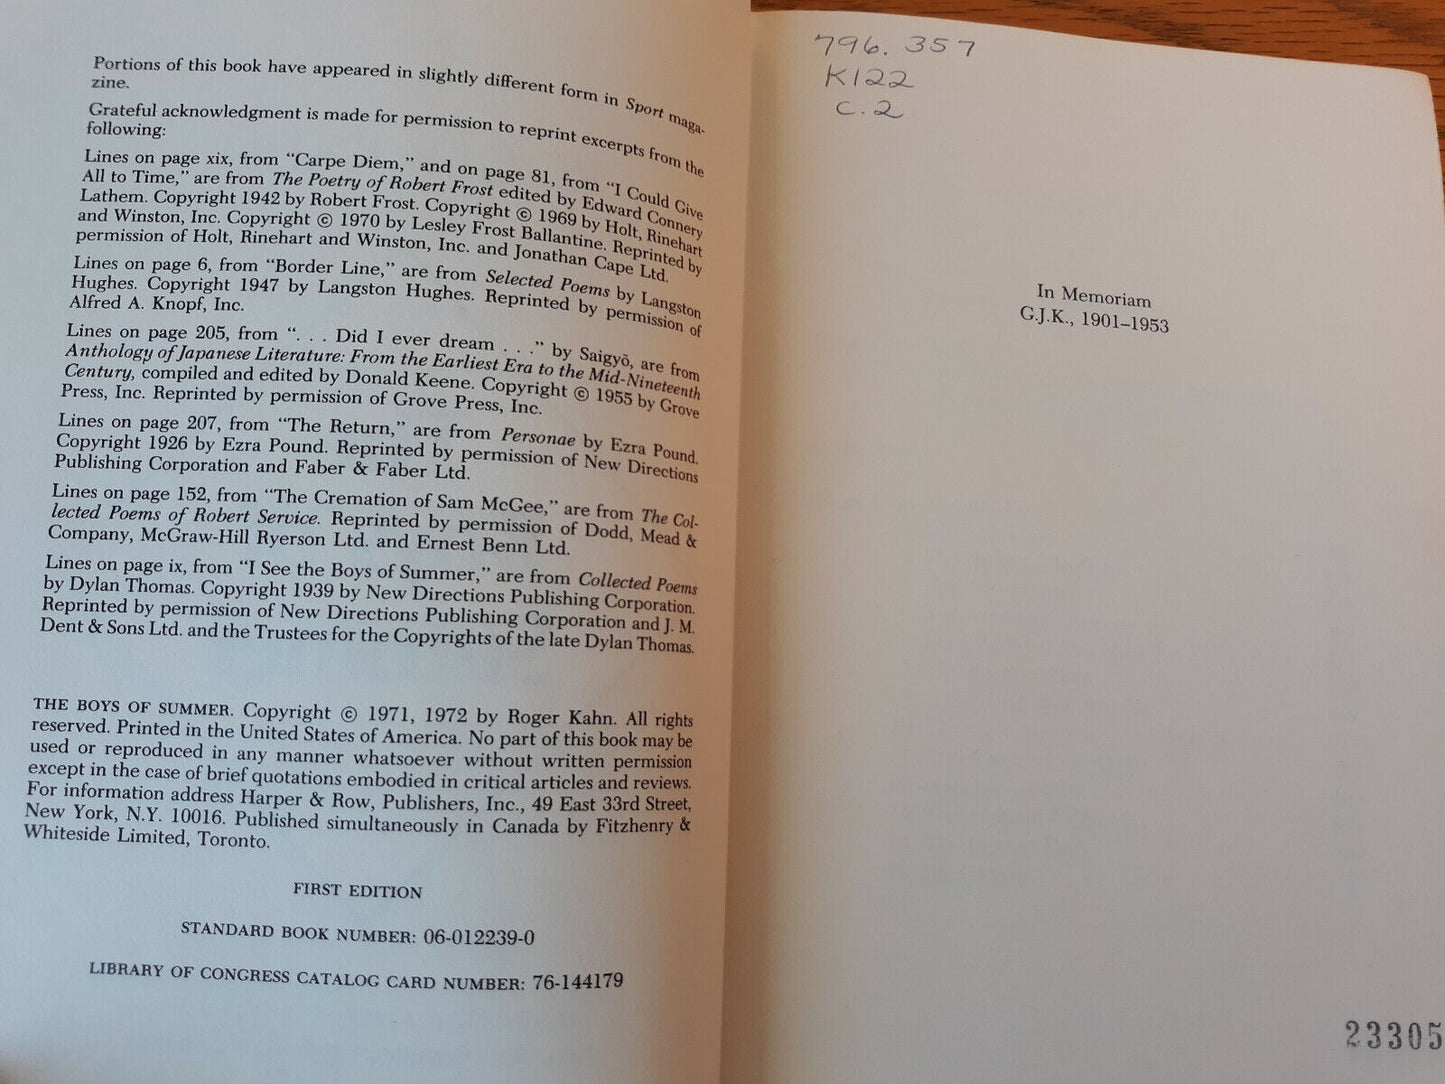 Portions of this book have appeared in slightly different form in Sport maga-
zine.
Grateful acknowledgment is made for permission to reprint excerpts from the
following:
Lines on page xix, from “Carpe Diem,” and on page 81, from “I Could Give
All to Time,” are from The Poetry of Robert Frost edited by Edward Connery
Lathem. Copyright 1942 by Robert Frost. Copyright © 1969 by Holt, Rinehart
and Winston, Inc. Copyright © 1970 by Lesley Frost Ballantine. Reprinted by
permission of Holt, Rinehart and Winston, Inc. and Jonathan Cape Ltd.
Lines on page 6, from “Border Line,” are from Selected Poems by Langston
Hughes. Copyright 1947 by Langston Hughes. Reprinted by permission of
Alfred A. Knopf, Inc.
Lines on page 205, from “. . . Did I ever dream . . .” by Saigyō, are from
Anthology of Japanese Literature: From the Earliest Era to the Mid-Nineteenth
Century, compiled and edited by Donald Keene. Copyright © 1955 by Grove
Press, Inc. Reprinted by permission of Grove Press, Inc.
Lines on page 207, from “The Return,” are from Personae by Ezra Pound.
Copyright 1926 by Ezra Pound. Reprinted by permission of New Directions
Publishing Corporation and Faber & Faber Ltd.
Lines on page 152, from “The Cremation of Sam McGee,” are from The Col-
lected Poems of Robert Service. Reprinted by permission of Dodd, Mead &
Company, McGraw-Hill Ryerson Ltd. and Ernest Benn Ltd.
Lines on page ix, from “I See the Boys of Summer,” are from Collected Poems
by Dylan Thomas. Copyright 1939 by New Directions Publishing Corporation.
Reprinted by permission of New Directions Publishing Corporation and J. M.
Dent & Sons Ltd. and the Trustees for the Copyrights of the late Dylan Thomas.
THE BOYS OF SUMMER. Copyright © 1971, 1972 by Roger Kahn. All rights
reserved. Printed in the United States of America. No part of this book may be
used or reproduced in any manner whatsoever without written permission
except in the case of brief quotations embodied in critical articles and reviews.
For information address Harper & Row, Publishers, Inc., 49 East 33rd Street,
New York, N.Y. 10016. Published simultaneously in Canada by Fitzhenry &
Whiteside Limited, Toronto.
FIRST EDITION
STANDARD BOOK NUMBER: 06-012239-0
LIBRARY OF CONGRESS CATALOG CARD NUMBER: 76-144179
796.357
K122
C.2
In Memoriam
G.J.K., 1901–1953
23305